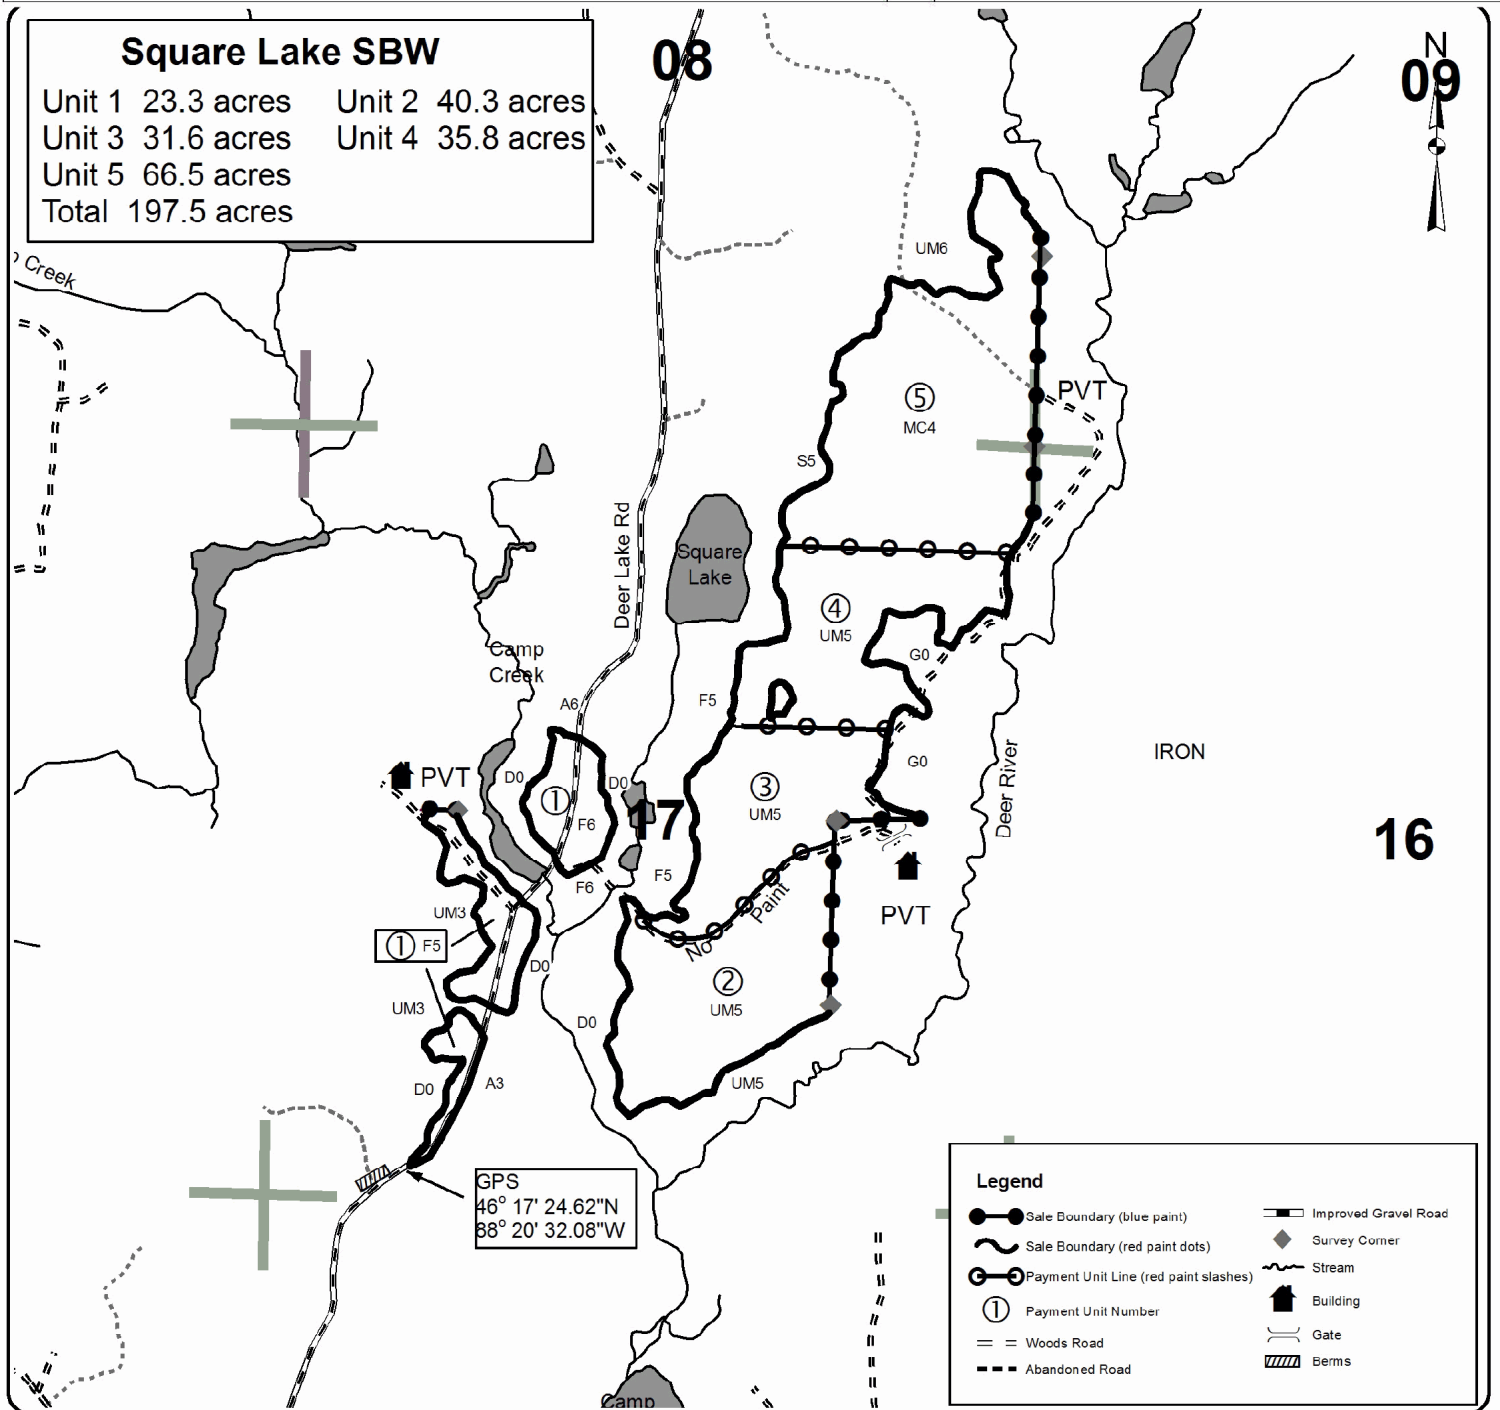 Square Lake SBW
Unit 1 23.3 acres Unit 2 40.3 acres
Unit 3 31.6 acres Unit 4 35.8 acres
Unit 5 66.5 acres
Total 197.5 acres
08
N
09
Creek
UM6
PVT
5
MC4
S5
Deer Lake Rd
Square
Lake
4
UM5
G0
Camp
Creek
A6
F5
G0
Deer River
IRON
PVT
D0
D0
1
F6
17
3
UM5
16
F6
F5
No Paint
PVT
UM3
1 F5
D0
2
UM5
UM3
D0
D0
A3
UM5
GPS
46° 17' 24.62"N
88° 20' 32.08"W
Camp
Legend
Sale Boundary (blue paint)
Sale Boundary (red paint dots)
Payment Unit Line (red paint slashes)
1 Payment Unit Number
Woods Road
Abandoned Road
Improved Gravel Road
Survey Corner
Stream
Building
Gate
Berms